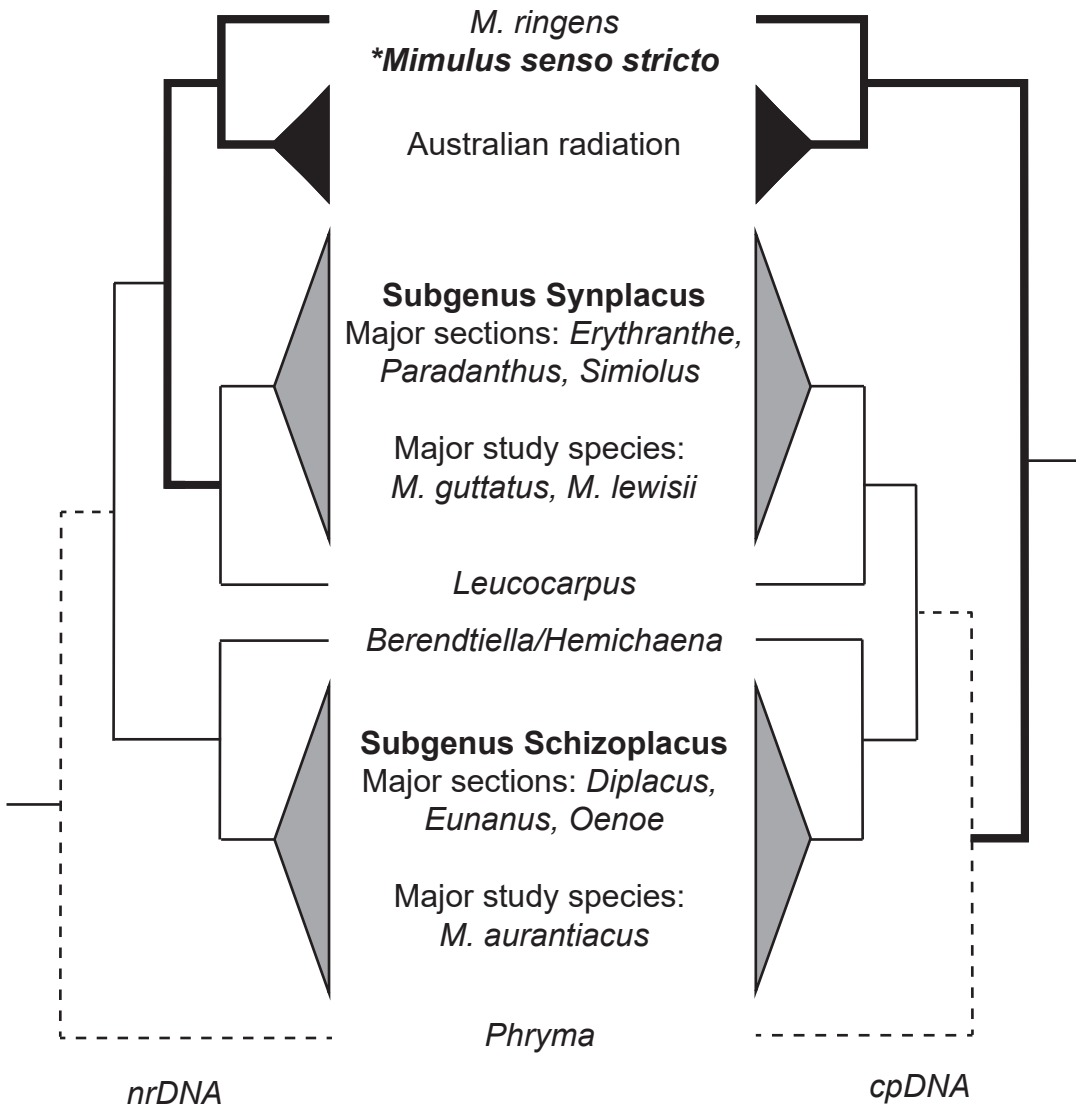 M. ringens
*Mimulus senso stricto
Australian radiation
Subgenus Synplacus
Major sections: Erythranthe,
Paradanthus, Simiolus
Major study species:
M. guttatus, M. lewisii
Leucocarpus
Berendtiella/Hemichaena
Subgenus Schizoplacus
Major sections: Diplacus,
Eunanus, Oenoe
Major study species:
M. aurantiacus
Phryma
nrDNA
cpDNA